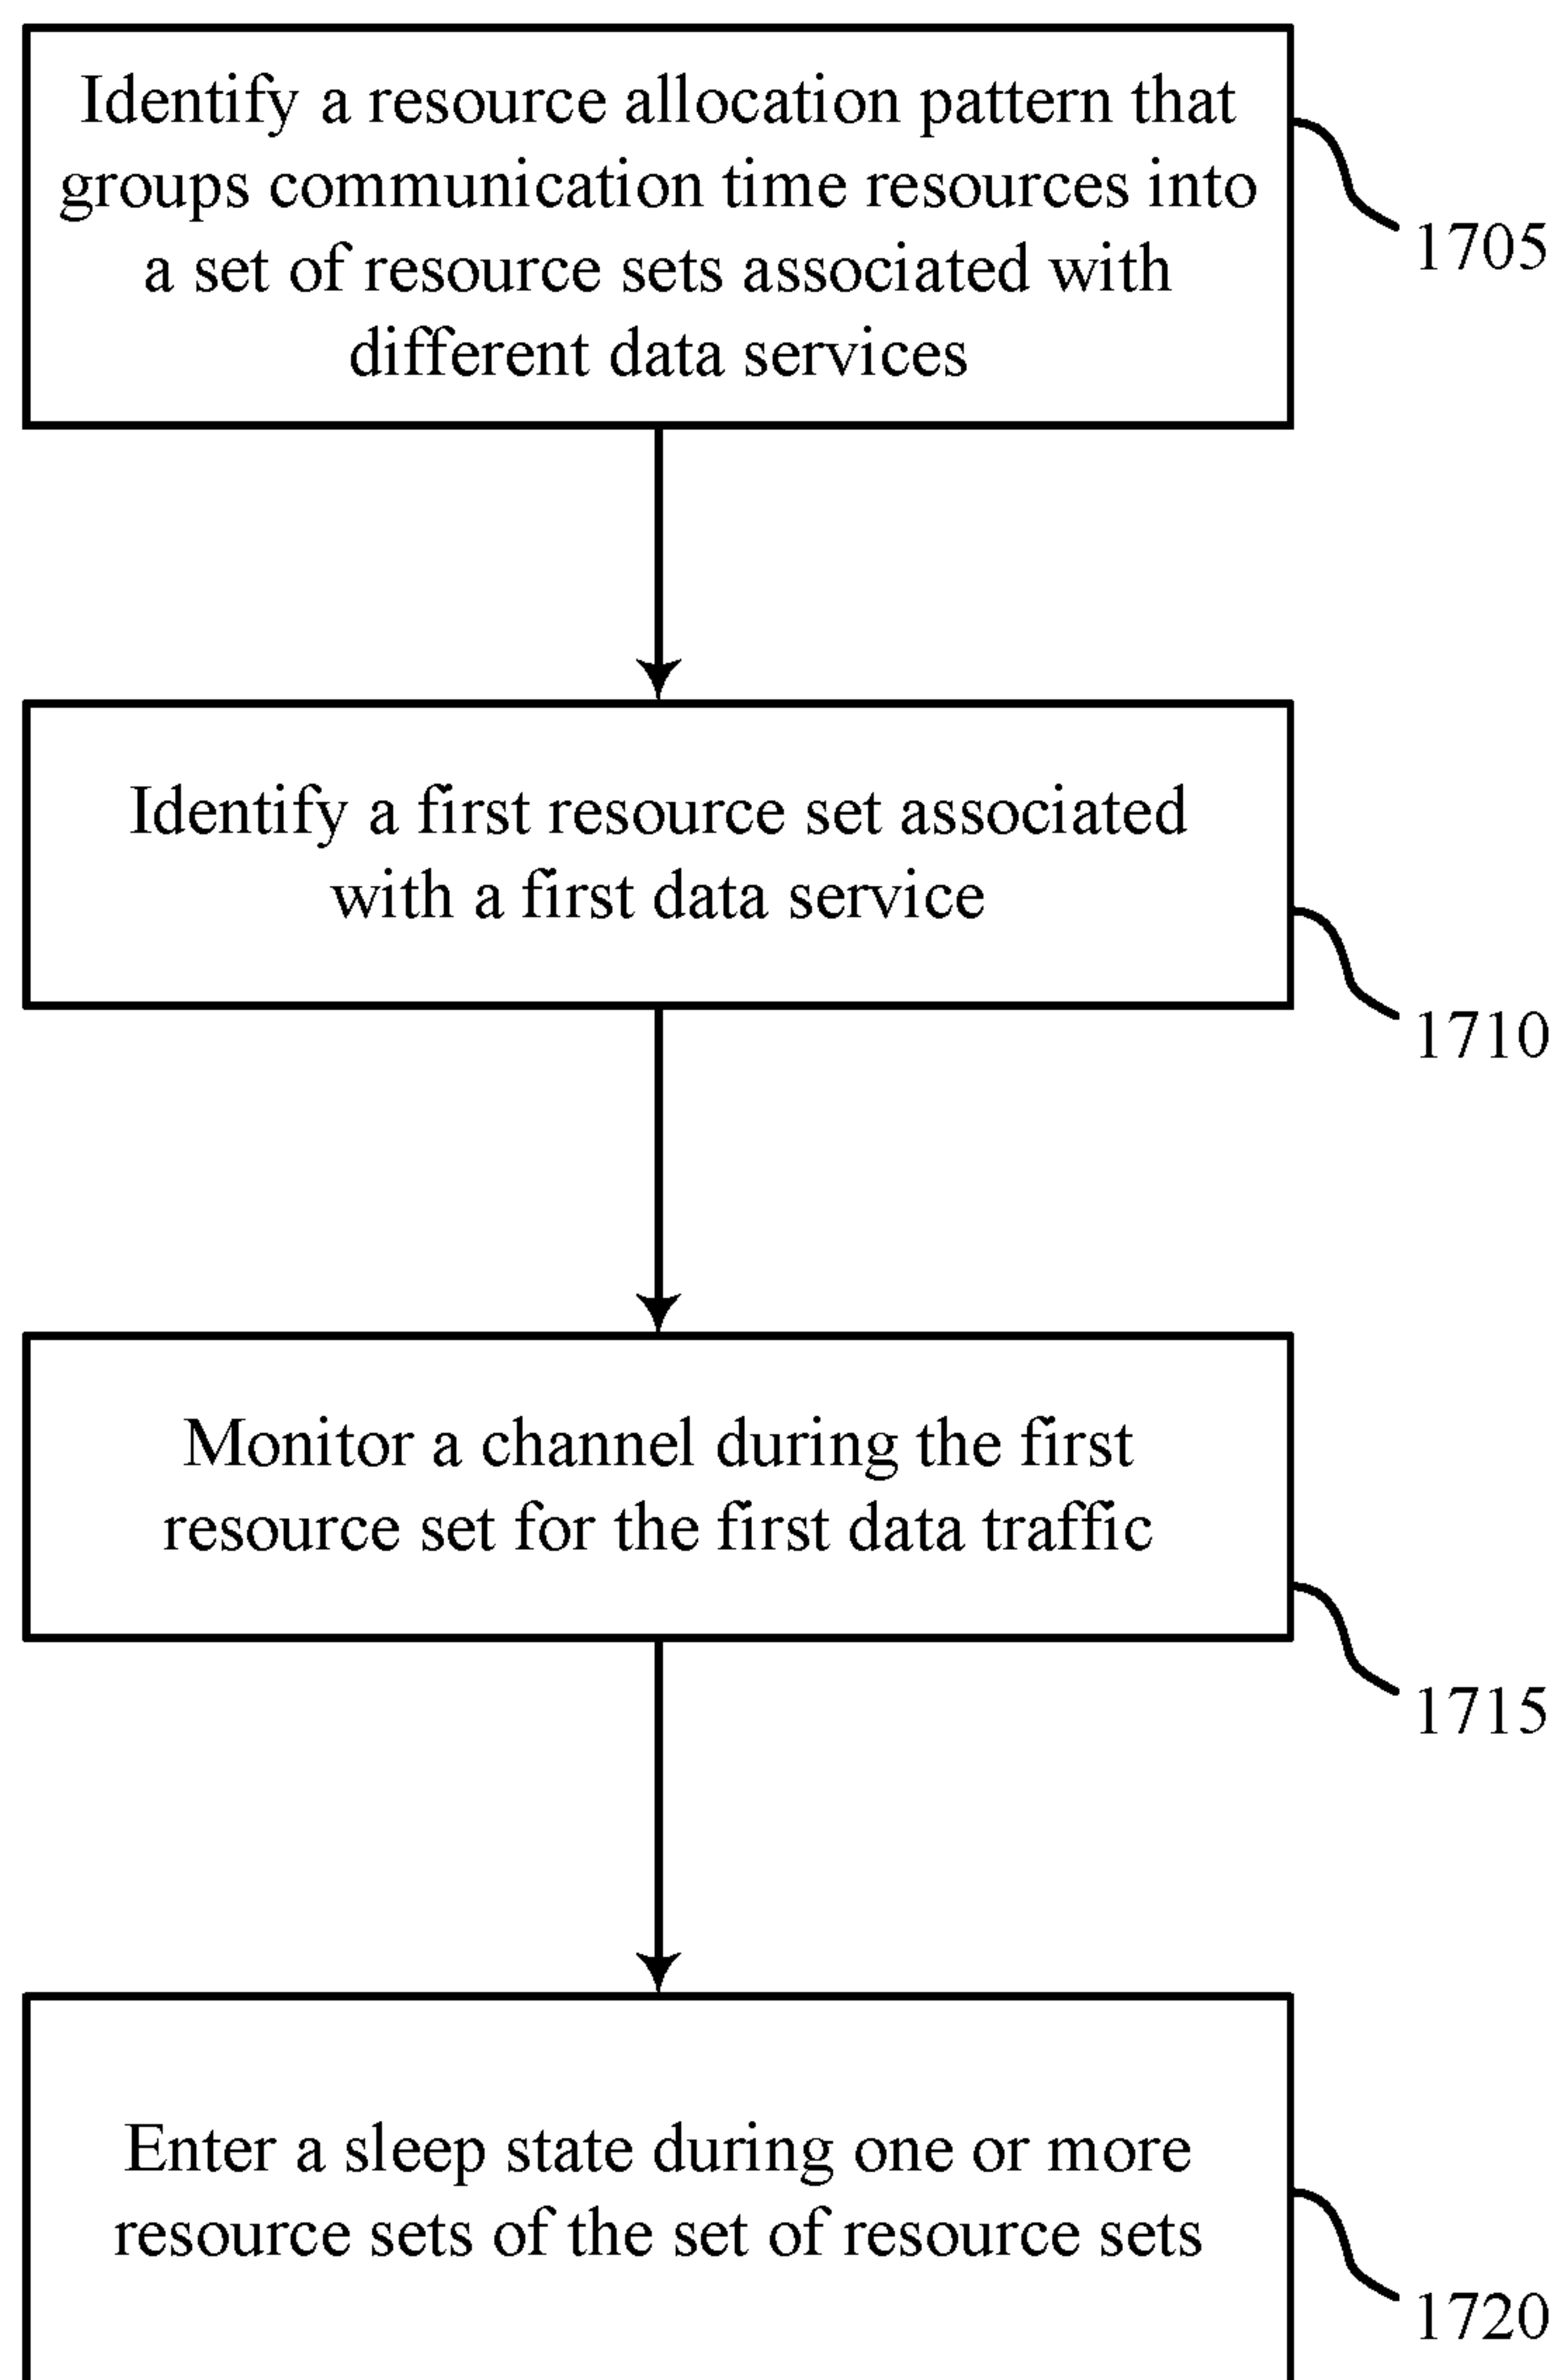 Identify a resource allocation pattern that
groups communication time resources into
a set of resource sets associated with
different data services
1705
Identify a first resource set associated
with a first data service
1710
Monitor a channel during the first
resource set for the first data traffic
1715
Enter a sleep state during one or more
resource sets of the set of resource sets
1720